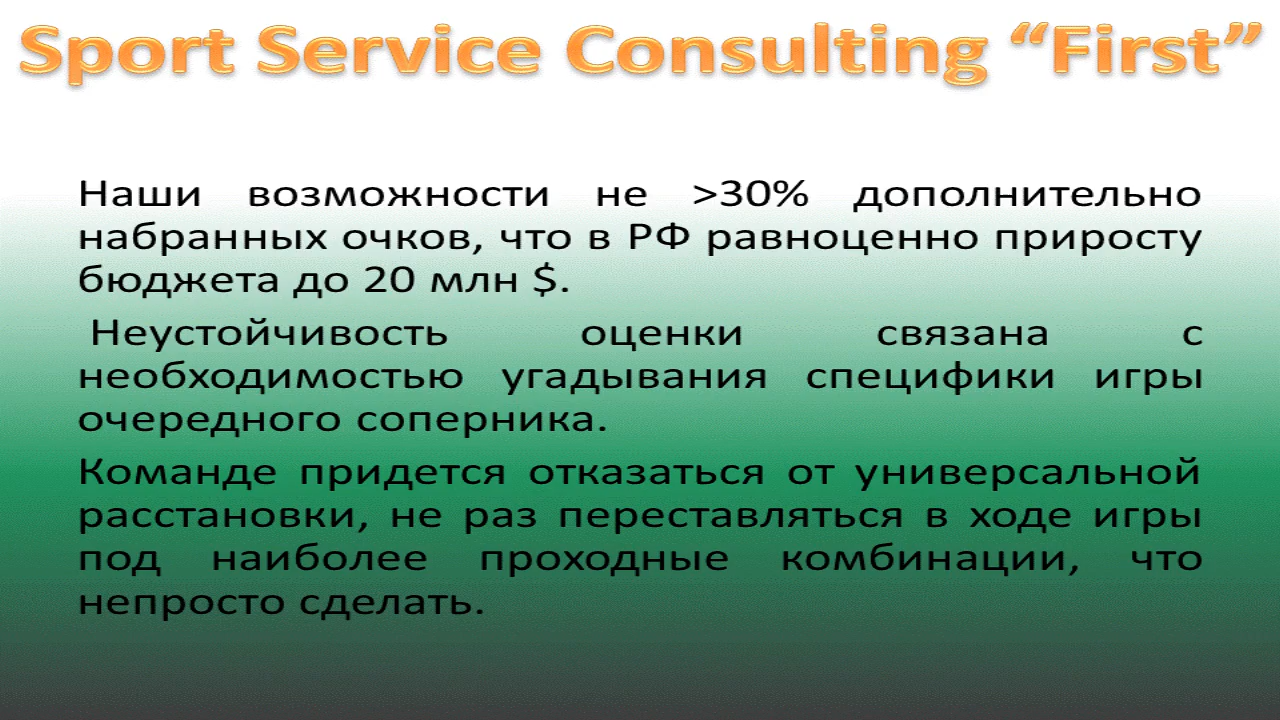 Sport Service Consulting “First”
Наши возможности не >30% дополнительно
набранных очков, что в РФ равноценно приросту
бюджета до 20 млн $.
Неустойчивость оценки связана с
необходимостью угадывания специфики игры
очередного соперника.
Команде придется отказаться от универсальной
расстановки, не раз переставляться в ходе игры
под наиболее проходные комбинации, что
непросто сделать.